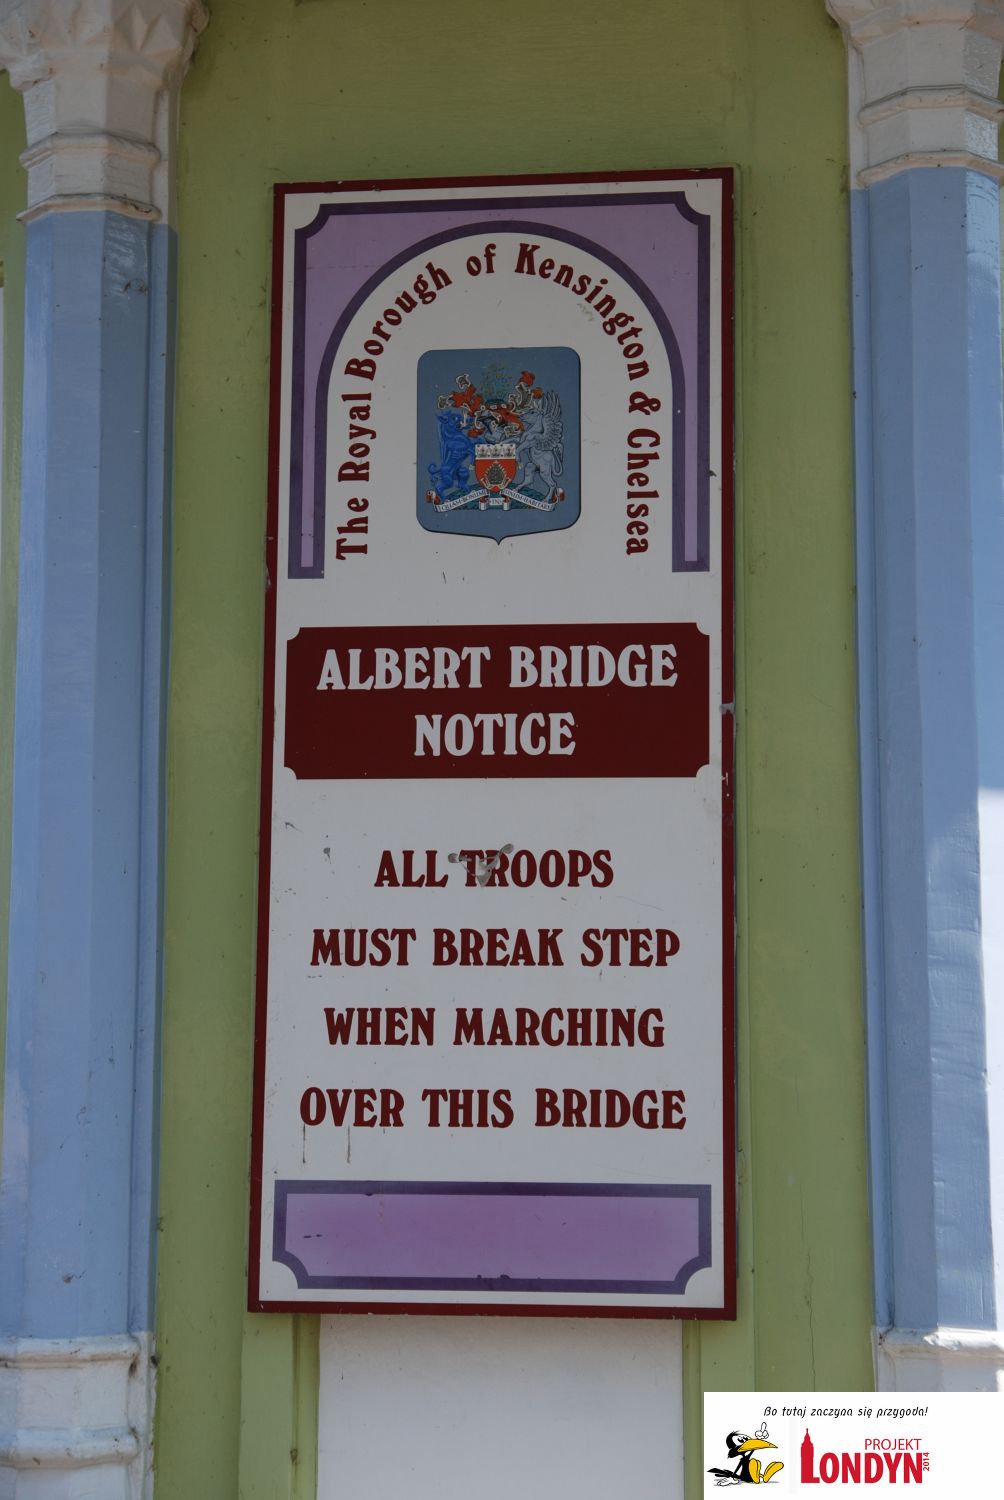 The Royal Borough of Kensington & Chelsea
ALBERT BRIDGE
NOTICE
ALL TROOPS
MUST BREAK STEP
WHEN MARCHING
OVER THIS BRIDGE
Bo tutaj zaczyna się przygoda!
PROJEKT
LONDYN
2014